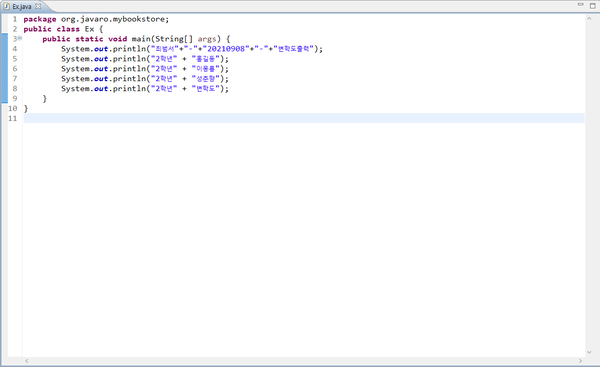 Ex.java
1 package org.javaro.mybookstore;
2 public class Ex {
3 public static void main(String[] args) {
4 System.out.println("최범서"+"-"+"20210908"+"-"+"변학도출력");
5 System.out.println("2학년" + "홍길동");
6 System.out.println("2학년" + "이몽룡");
7 System.out.println("2학년" + "성춘향");
8 System.out.println("2학년" + "변학도");
9 }
10 }
11